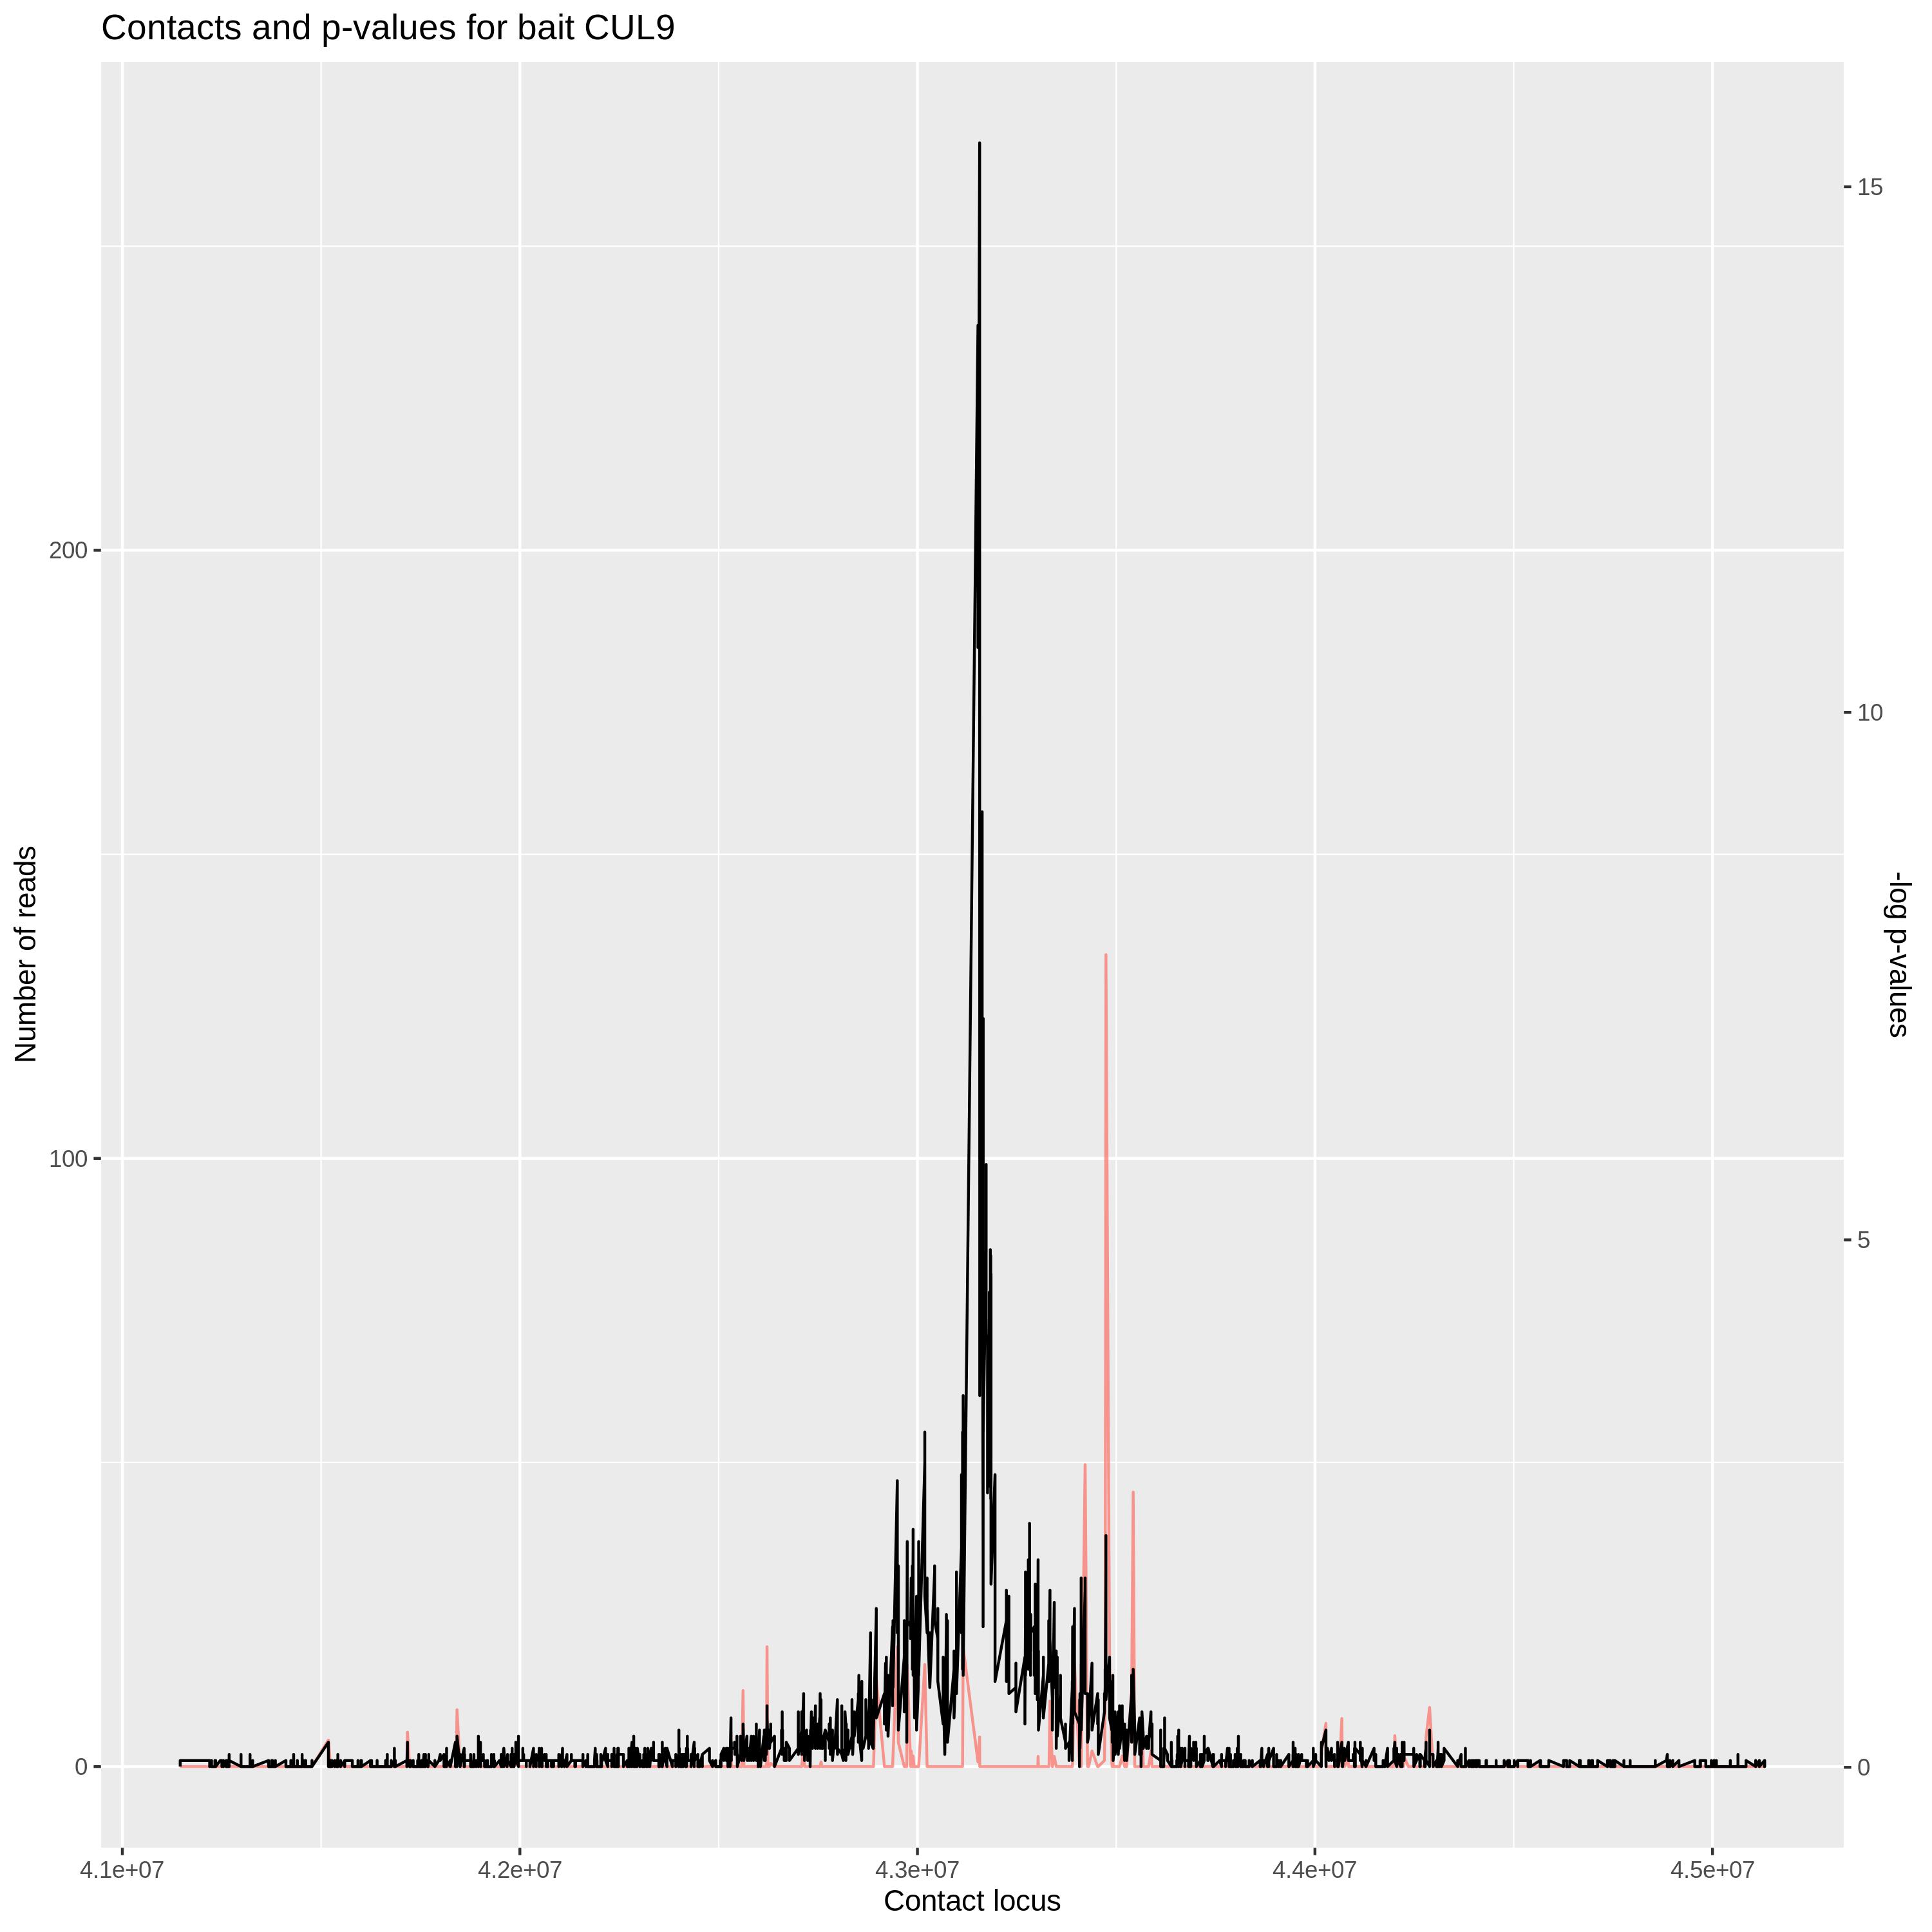 Contacts and p-values for bait CUL9
15
200
10
Number of reads
-log p-values
5
100
0
0
4.1e+07
4.2e+07
4.3e+07
4.4e+07
4.5e+07
Contact locus